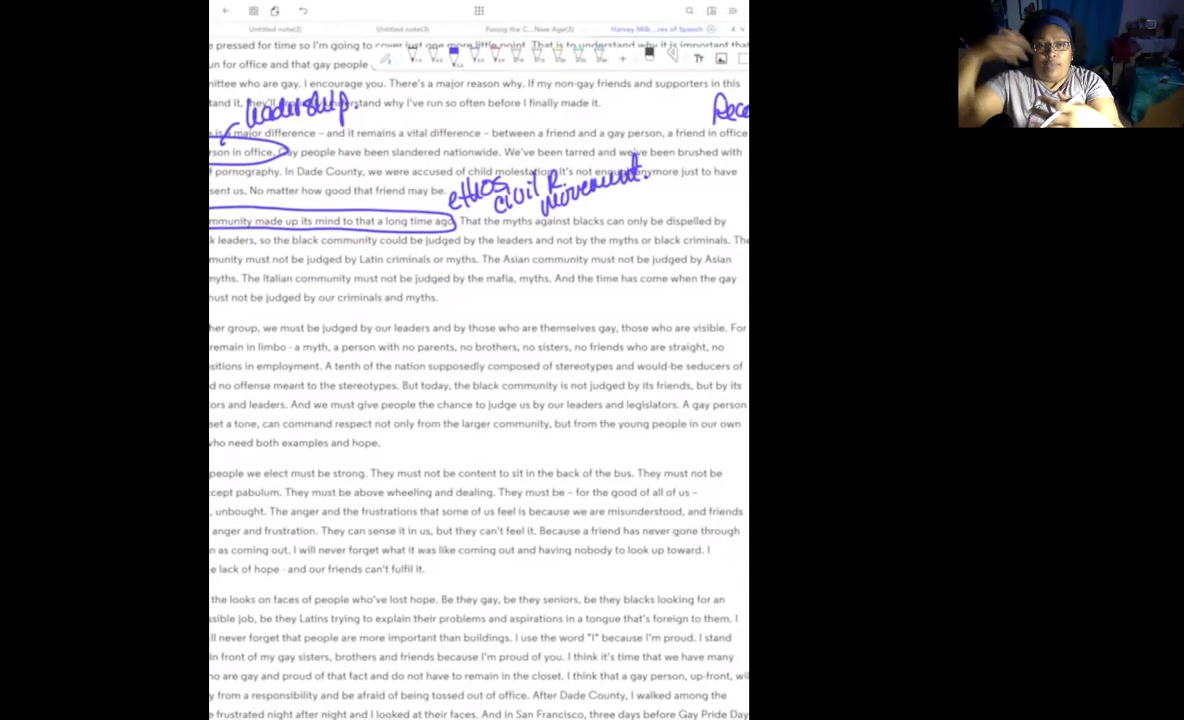 Untitled note(2)
Untitled note(3)
Passing the C...New Age(3)
Harvey Milk...res of Speech
4
e pressed for time so I'm going to cover just one more little point. That is to understand why it is important that
un for office and that gay people
Tт
nittee who are gay, I encourage you. There's a major reason why. If my non-gay friends and supporters in this
tand it, they'll understand why I've run so often before I finally made it.
leadership.
Rece
e is a major difference – and it remains a vital difference – between a friend and a gay person, a friend in office
rson in office. Gay people have been slandered nationwide. We've been tarred and we've been brushed with
f pornography. In Dade County, we were accused of child molestation. It's not enough anymore just to have
sent us. No matter how good that friend may be.
ethos
civil R.
movement.
mmunity made up its mind to that a long time ago. That the myths against blacks can only be dispelled by
k leaders, so the black community could be judged by the leaders and not by the myths or black criminals. The
munity must not be judged by Latin criminals or myths. The Asian community must not be judged by Asian
myths. The Italian community must not be judged by the mafia, myths. And the time has come when the gay
nust not be judged by our criminals and myths.
her group, we must be judged by our leaders and by those who are themselves gay, those who are visible. For
remain in limbo - a myth, a person with no parents, no brothers, no sisters, no friends who are straight, no
sitions in employment. A tenth of the nation supposedly composed of stereotypes and would-be seducers of
d no offense meant to the stereotypes. But today, the black community is not judged by its friends, but by its
ors and leaders. And we must give people the chance to judge us by our leaders and legislators. A gay person
set a tone, can command respect not only from the larger community, but from the young people in our own
who need both examples and hope.
people we elect must be strong. They must not be content to sit in the back of the bus. They must not be
cept pabulum. They must be above wheeling and dealing. They must be – for the good of all of us –
, unbought. The anger and the frustrations that some of us feel is because we are misunderstood, and friends
anger and frustration. They can sense it in us, but they can't feel it. Because a friend has never gone through
n as coming out. I will never forget what it was like coming out and having nobody to look up toward. I
e lack of hope - and our friends can't fulfil it.
the looks on faces of people who've lost hope. Be they gay, be they seniors, be they blacks looking for an
ssible job, be they Latins trying to explain their problems and aspirations in a tongue that's foreign to them. I
ll never forget that people are more important than buildings. I use the word "I" because I'm proud. I stand
in front of my gay sisters, brothers and friends because I'm proud of you. I think it's time that we have many
ho are gay and proud of that fact and do not have to remain in the closet. I think that a gay person, up-front, wil
y from a responsibility and be afraid of being tossed out of office. After Dade County, I walked among the
e frustrated night after night and I looked at their faces. And in San Francisco, three days before Gay Pride Day